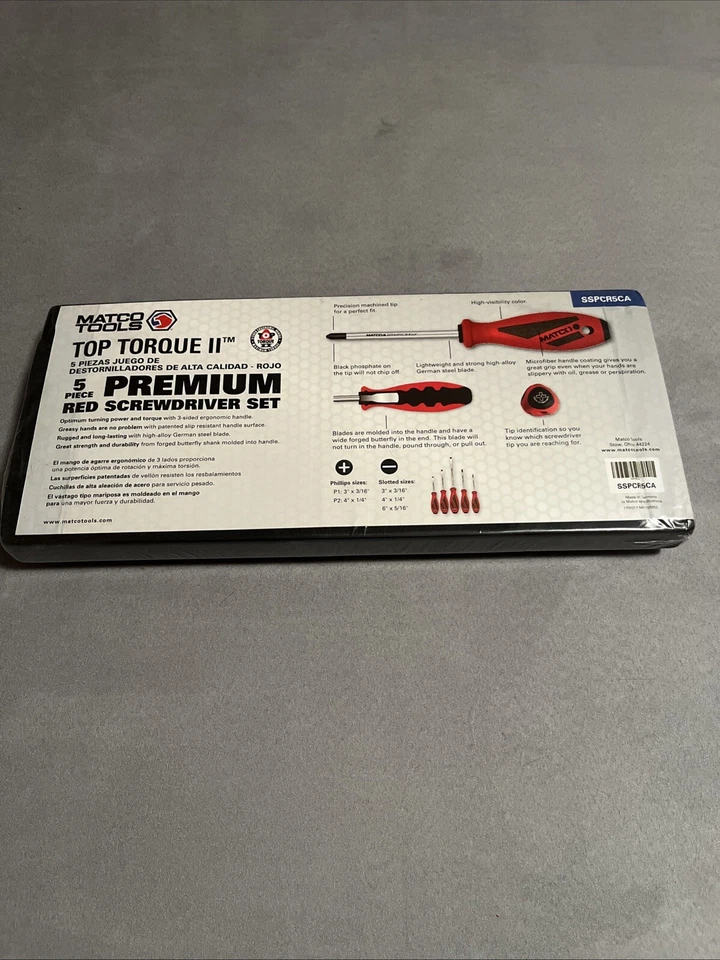 MATCO
TOOLS
TOP TORQUE II™
5 PIEZAS JUEGO DE
DESTORNILLADORES DE ALTA CALIDAD - ROJO
5
PIECE
PREMIUM
RED SCREWDRIVER SET
Optimum turning power and torque with 3-sided ergonomic handle.
Greasy hands are no problem with patented slip resistant handle surface.
Rugged and long-lasting with high-alloy German steel blade.
Great strength and durability from forged butterfly shank molded into handle.
El mango de agarre ergonómico de 3 lados proporciona
una potencia óptima de rotación y máxima torsión.
Las superficies patentadas de vellón resisten los resbalamientos
Cuchillas de alta aleación de acero para servicio pesado.
El vástago tipo mariposa es moldeado en el mango
para una mayor fuerza y durabilidad.
www.matcotools.com
TORQUE
Precision machined tip
for a perfect fit.
High-visibility color.
SSPCR5CA
MATCO
Black phosphate on
the tip will not chip off.
Lightweight and strong high-alloy
German steel blade.
Microfiber handle coating gives you a
great grip even when your hands are
slippery with oil, grease or perspiration.
Blades are molded into the handle and have a
wide forged butterfly in the end. This blade will
not turn in the handle, pound through, or pull out.
Tip identification so you
know which screwdriver
tip you are reaching for.
Phillips sizes:
P1: 3" x 3/16"
P2: 4" x 1/4"
Slotted sizes:
3" x 3/16"
4" x 1/4"
6" x 5/16"
Matco Tools
Stow, Ohio 44224
www.matcotools.com
SSPCR5CA
Made in Germany